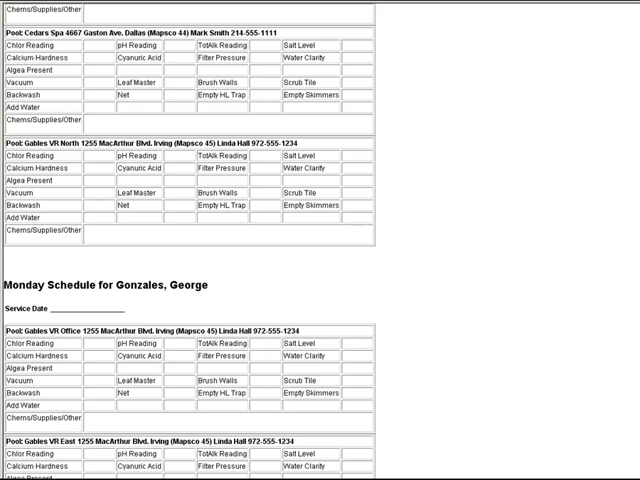 Chems/Supplies/Other
Pool: Cedars Spa 4667 Gaston Ave. Dallas (Mapsco 44) Mark Smith 214-555-1111
Chlor Reading pH Reading TotAlk Reading Salt Level
Calcium Hardness Cyanuric Acid Filter Pressure Water Clarity
Algea Present
Vacuum Leaf Master Brush Walls Scrub Tile
Backwash Net Empty HL Trap Empty Skimmers
Add Water
Chems/Supplies/Other
Pool: Gables VR North 1255 MacArthur Blvd. Irving (Mapsco 45) Linda Hall 972-555-1234
Chlor Reading pH Reading TotAlk Reading Salt Level
Calcium Hardness Cyanuric Acid Filter Pressure Water Clarity
Algea Present
Vacuum Leaf Master Brush Walls Scrub Tile
Backwash Net Empty HL Trap Empty Skimmers
Add Water
Chems/Supplies/Other
Monday Schedule for Gonzales, George
Service Date ____________________
Pool: Gables VR Office 1255 MacArthur Blvd. Irving (Mapsco 45) Linda Hall 972-555-1234
Chlor Reading pH Reading TotAlk Reading Salt Level
Calcium Hardness Cyanuric Acid Filter Pressure Water Clarity
Algea Present
Vacuum Leaf Master Brush Walls Scrub Tile
Backwash Net Empty HL Trap Empty Skimmers
Add Water
Chems/Supplies/Other
Pool: Gables VR East 1255 MacArthur Blvd. Irving (Mapsco 45) Linda Hall 972-555-1234
Chlor Reading pH Reading TotAlk Reading Salt Level
Calcium Hardness Cyanuric Acid Filter Pressure Water Clarity
Algea Present